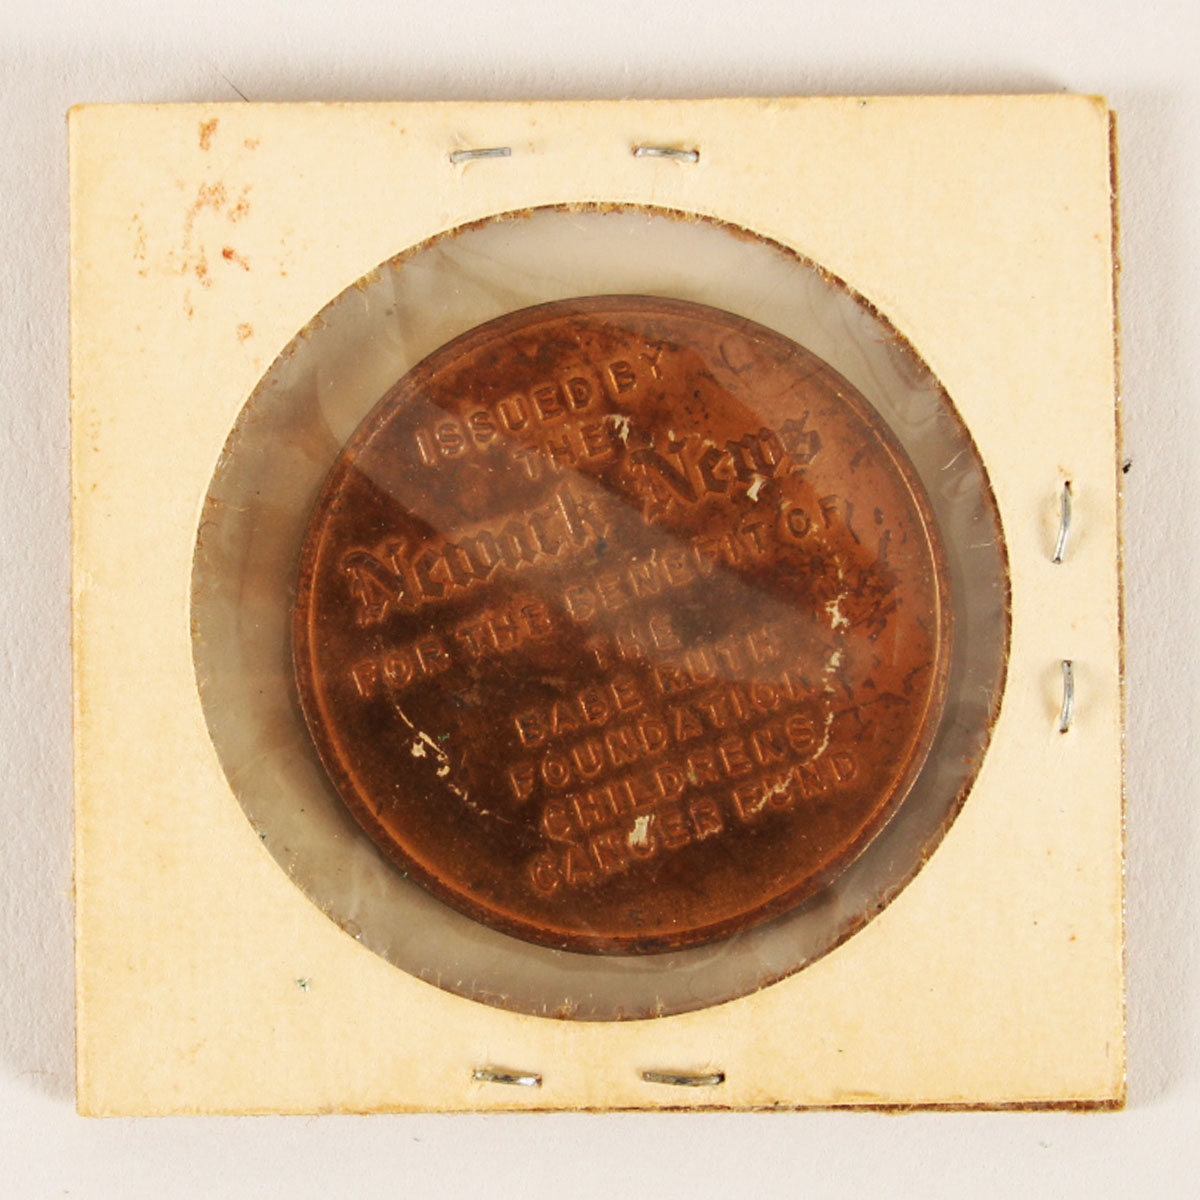 ISSUED BY
THE
Newark News
FOR THE BENEFIT OF
THE
BABE RUTH
FOUNDATION
CHILDRENS
CANCER FUND